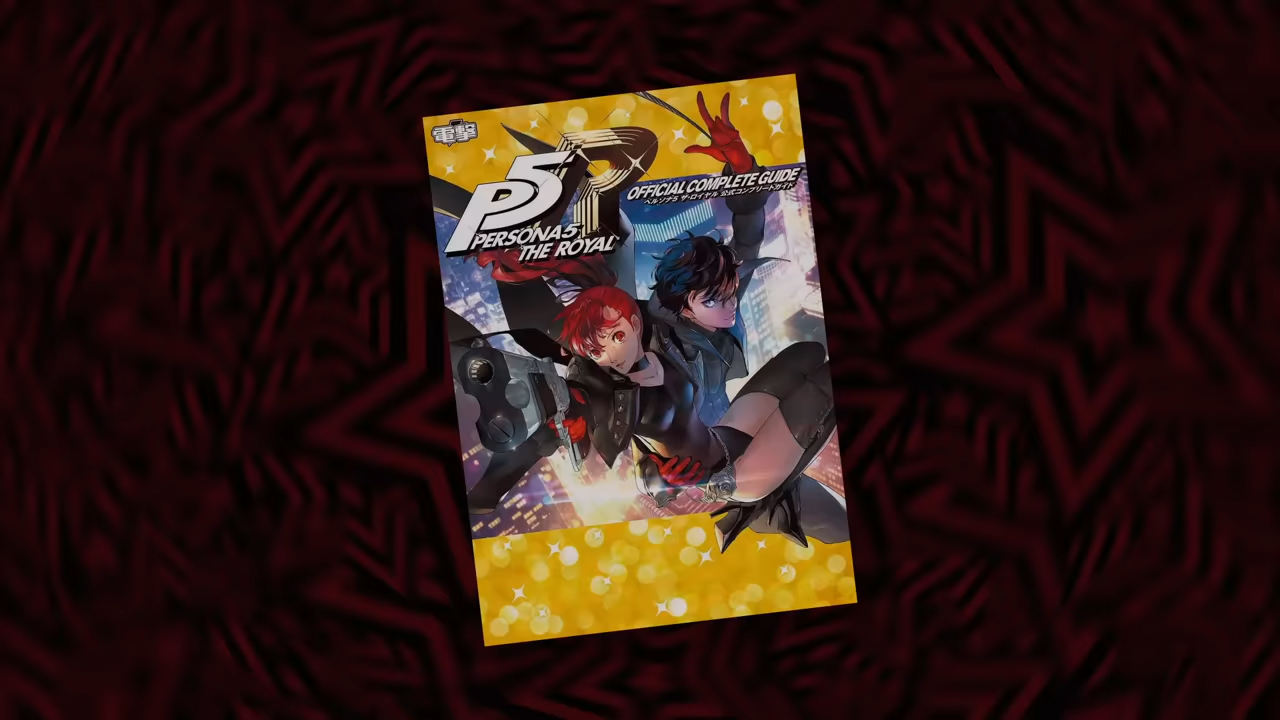 電撃
P5R
PERSONA5
THE ROYAL
OFFICIAL COMPLETE GUIDE
ペルソナ5 ザ・ロイヤル 公式コンプリートガイド